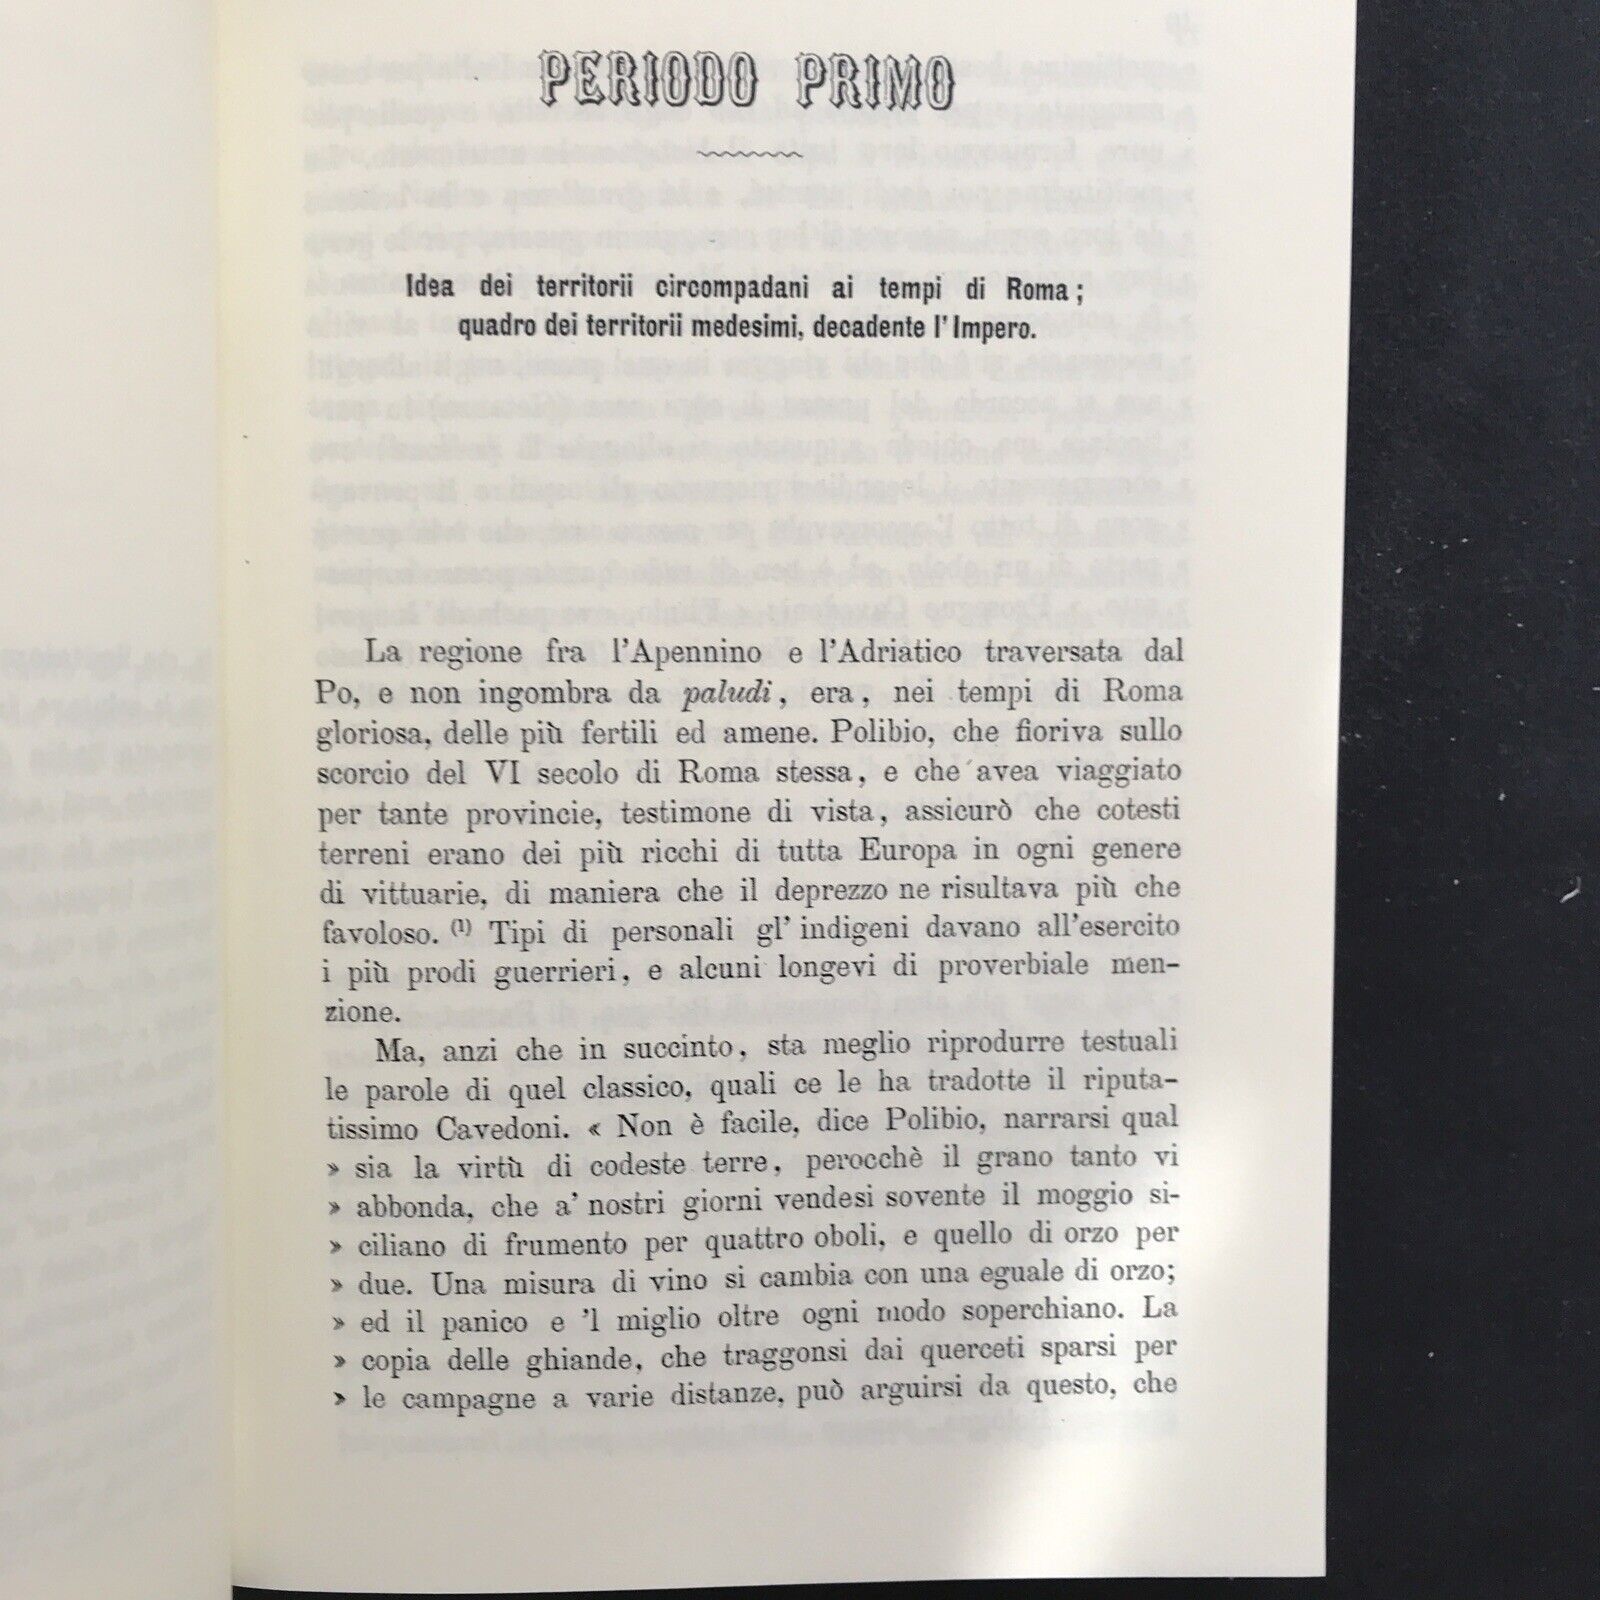 PERIODO PRIMO
Idea dei territorii circompadani ai tempi di Roma;
quadro dei territorii medesimi, decadente l'Impero.
La regione fra l'Apennino e l'Adriatico traversata dal
Po, e non ingombra da paludi, era, nei tempi di Roma
gloriosa, delle più fertili ed amene. Polibio, che fioriva sullo
scorcio del VI secolo di Roma stessa, e che avea viaggiato
per tante provincie, testimone di vista, assicurò che cotesti
terreni erano dei più ricchi di tutta Europa in ogni genere
di vittuarie, di maniera che il deprezzo ne risultava più che
favoloso. (1) Tipi di personali gl' indigeni davano all'esercito
i più prodi guerrieri, e alcuni longevi di proverbiale men-
zione.
Ma, anzi che in succinto, sta meglio riprodurre testuali
le parole di quel classico, quali ce le ha tradotte il riputa-
tissimo Cavedoni. « Non è facile, dice Polibio, narrarsi qual
» sia la virtù di codeste terre, perocchè il grano tanto vi
» abbonda, che a' nostri giorni vendesi sovente il moggio si-
» ciliano di frumento per quattro oboli, e quello di orzo per
» due. Una misura di vino si cambia con una eguale di orzo;
» ed il panico e 'l miglio oltre ogni modo soperchiano. La
» copia delle ghiande, che traggonsi dai querceti sparsi per
» le campagne a varie distanze, può arguirsi da questo, che